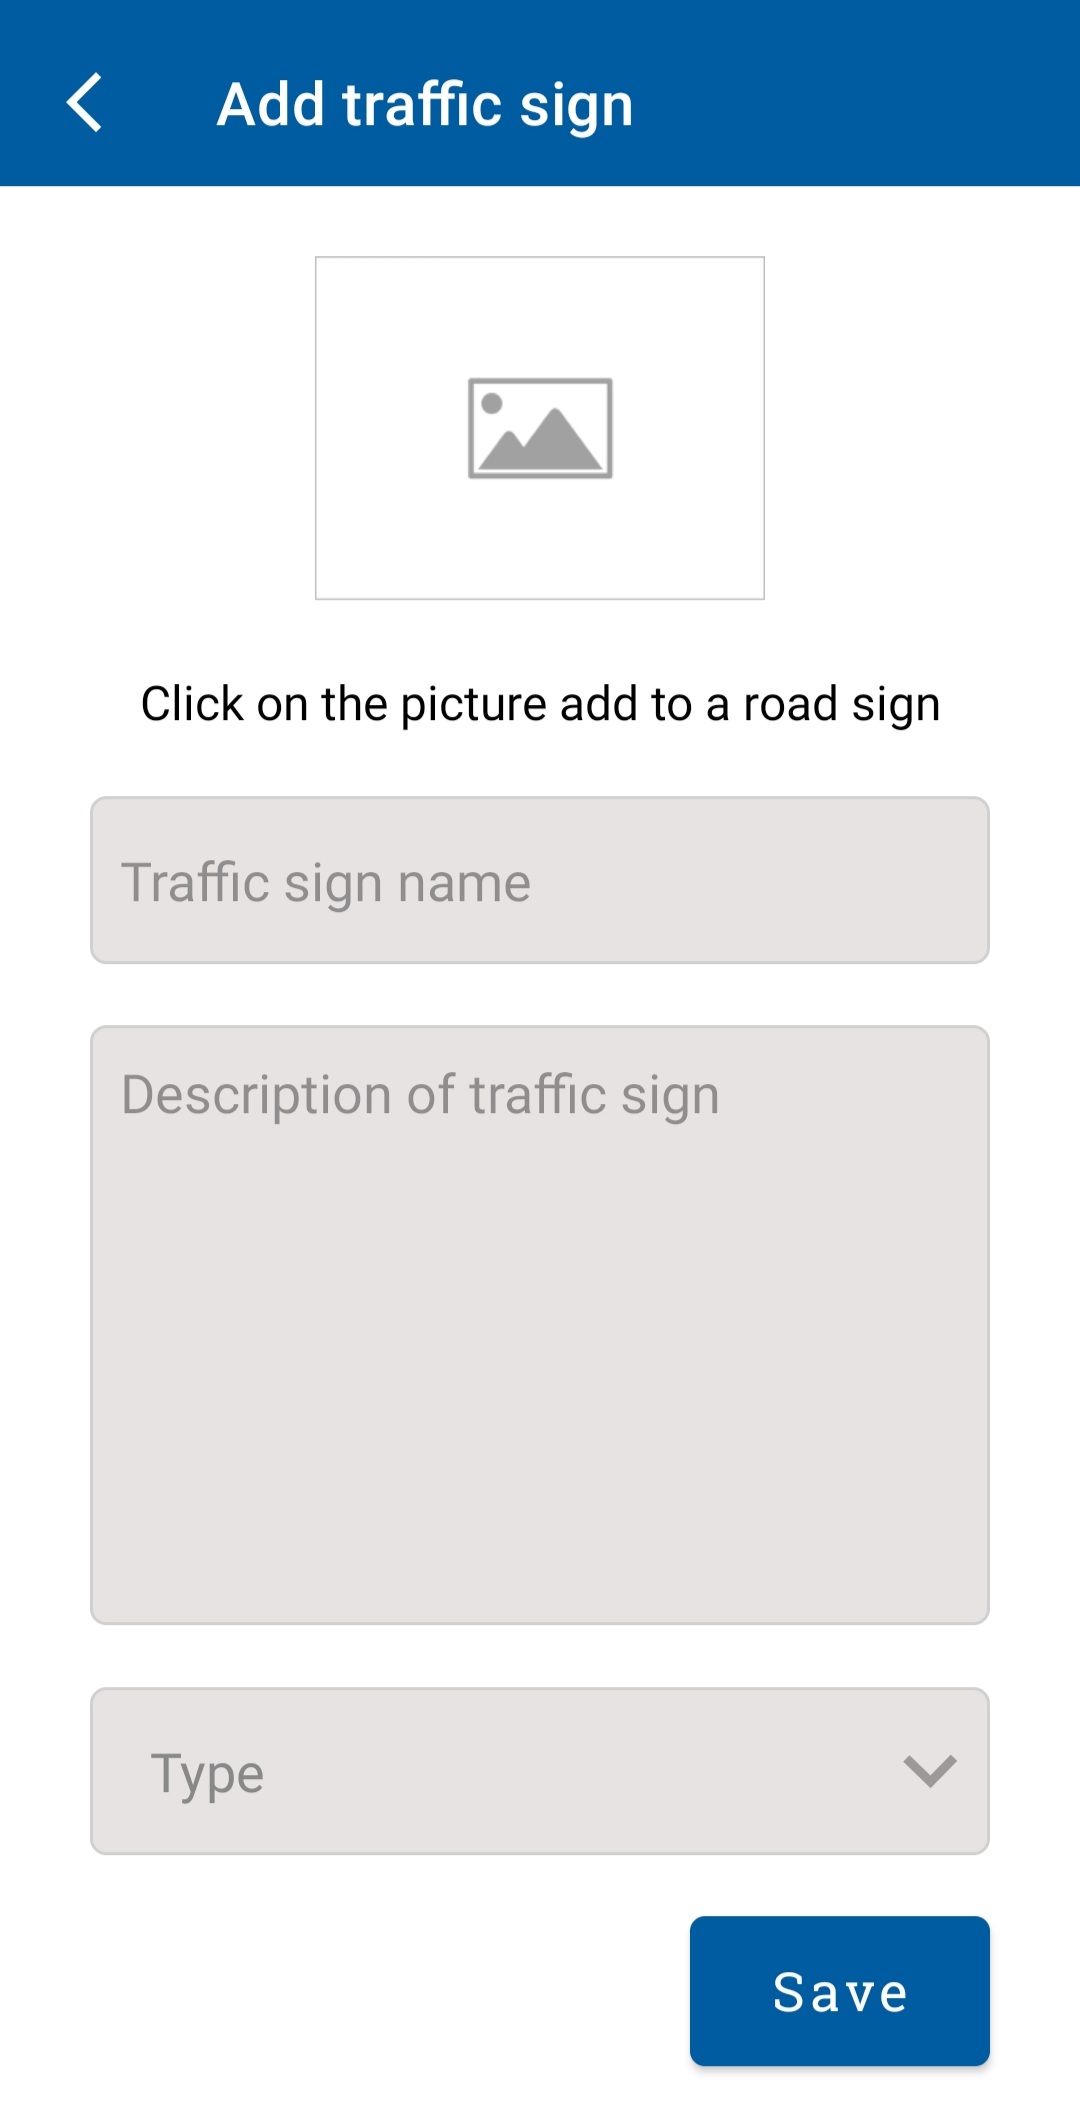 Add traffic sign
Click on the picture add to a road sign
Traffic sign name
Description of traffic sign
Type
Save